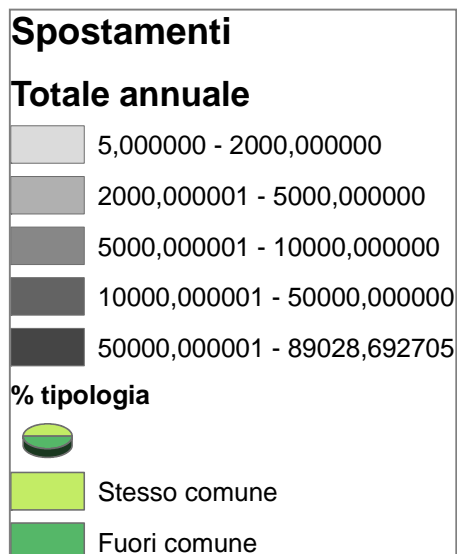 Spostamenti
Totale annuale
5,000000 - 2000,000000
2000,000001 - 5000,000000
5000,000001 - 10000,000000
10000,000001 - 50000,000000
50000,000001 - 89028,692705
% tipologia
Stesso comune
Fuori comune